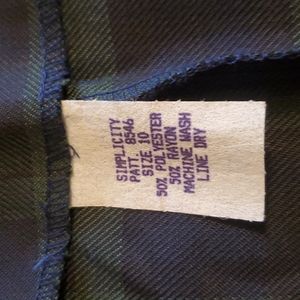 SIMPLICITY
PATT. 8546
SIZE 10
50% POLYESTER
50% RAYON
MACHINE WASH
LINE DRY